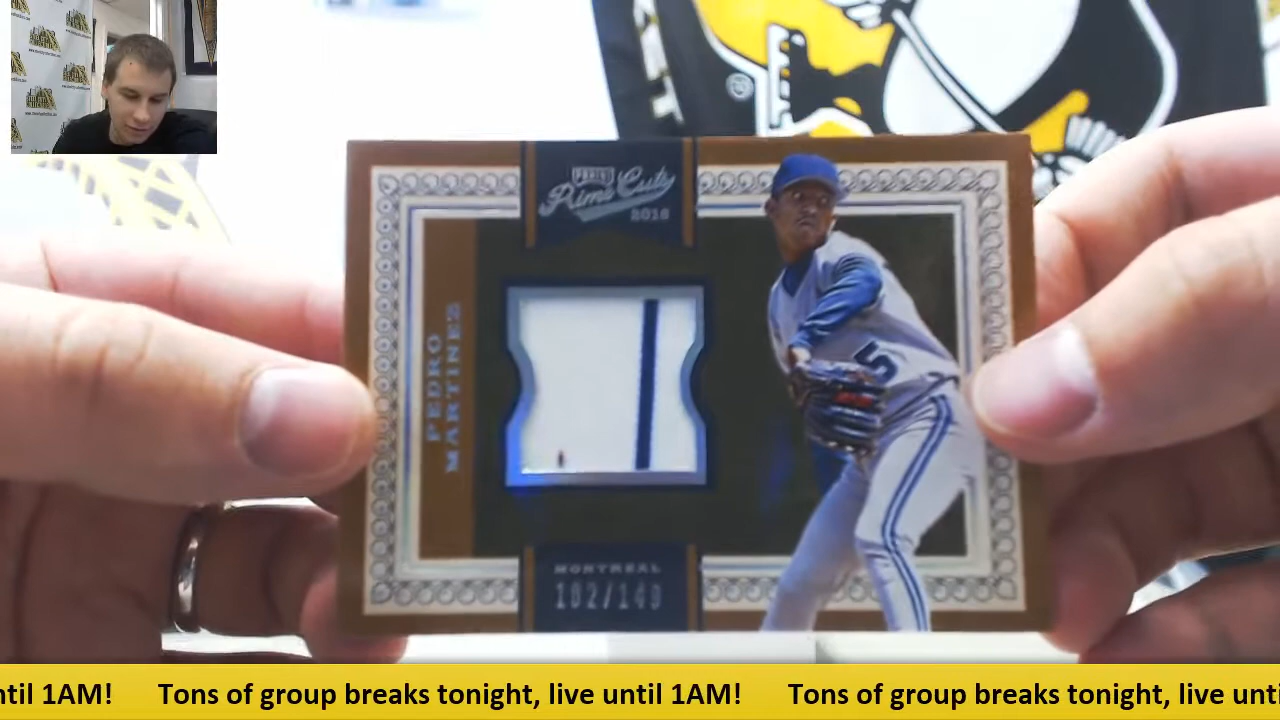 PANINI
Prime Cuts
2016
PEDRO
MARTINEZ
5
MONTREAL
102/149
ntil 1AM! Tons of group breaks tonight, live until 1AM! Tons of group breaks tonight, live unti